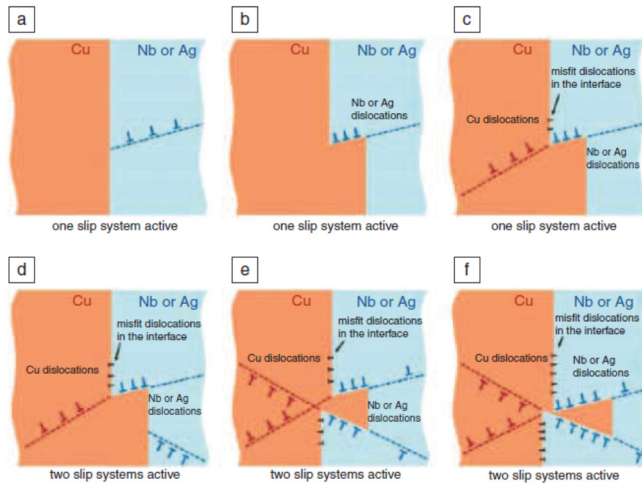 a
Cu
Nb or Ag
one slip system active
b
Cu
Nb or Ag
Nb or Ag
dislocations
one slip system active
c
Cu
Nb or Ag
misfit dislocations
in the interface
Cu dislocations
Nb or Ag
dislocations
one slip system active
d
Cu
Nb or Ag
misfit dislocations
in the interface
Cu dislocations
Nb or Ag
dislocations
two slip systems active
e
Cu
Nb or Ag
misfit dislocations
in the interface
Cu dislocations
Nb or Ag
dislocations
two slip systems active
f
Cu
Nb or Ag
misfit dislocations
in the interface
Cu dislocations
Nb or Ag
dislocations
two slip systems active